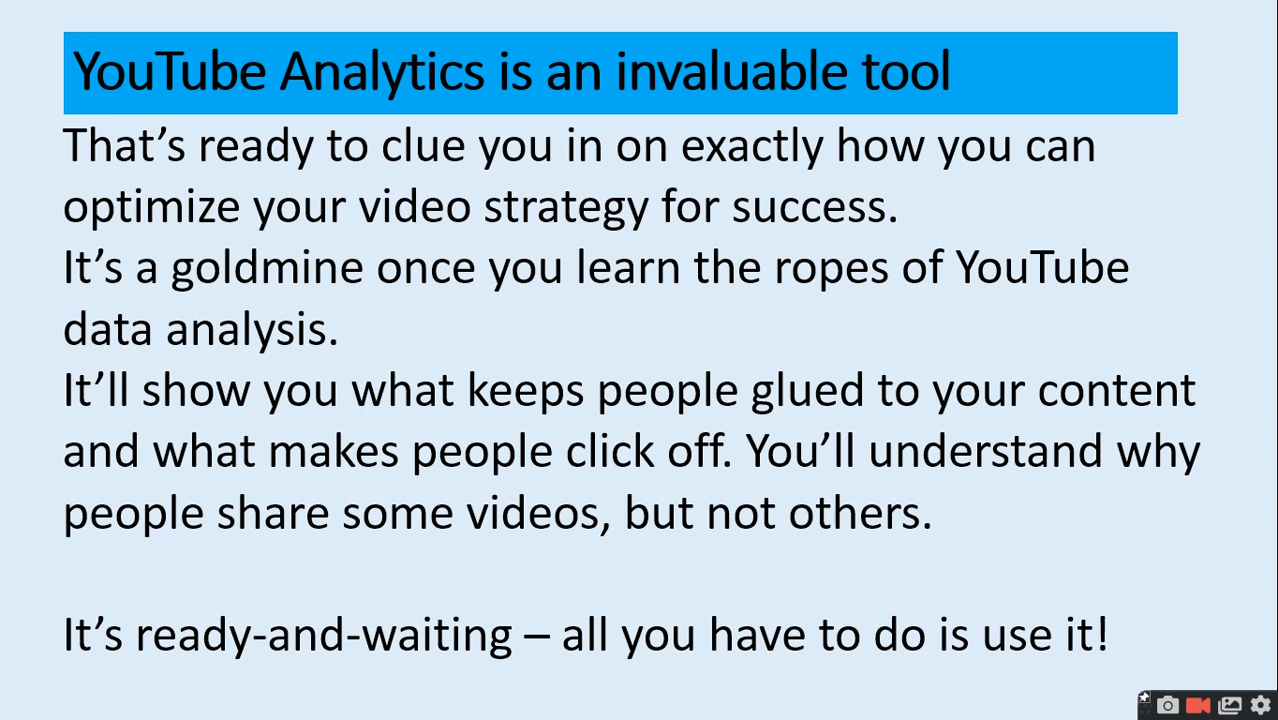 YouTube Analytics is an invaluable tool
That’s ready to clue you in on exactly how you can
optimize your video strategy for success.
It’s a goldmine once you learn the ropes of YouTube
data analysis.
It’ll show you what keeps people glued to your content
and what makes people click off. You’ll understand why
people share some videos, but not others.
It’s ready-and-waiting – all you have to do is use it!